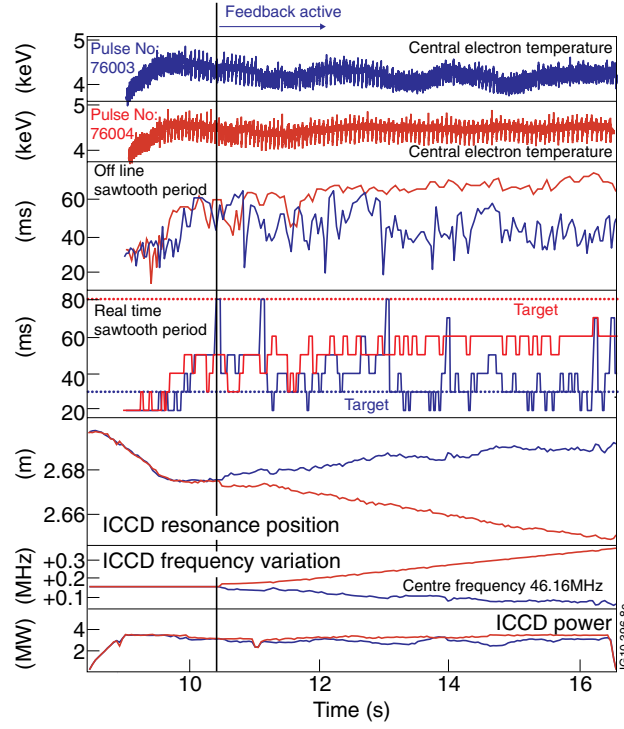 Feedback active
5
4
(keV)
Pulse No:
76003
Central electron temperature
5
4
(keV)
Pulse No:
76004
Central electron temperature
Off line
sawtooth period
60
40
20
(ms)
80
60
40
20
(ms)
Real time
sawtooth period
Target
Target
2.68
2.66
(m)
ICCD resonance position
+0.3
+0.2
+0.1
(MHz)
ICCD frequency variation
Centre frequency 46.16MHz
4
2
(MW)
ICCD power
10
12
14
16
Time (s)